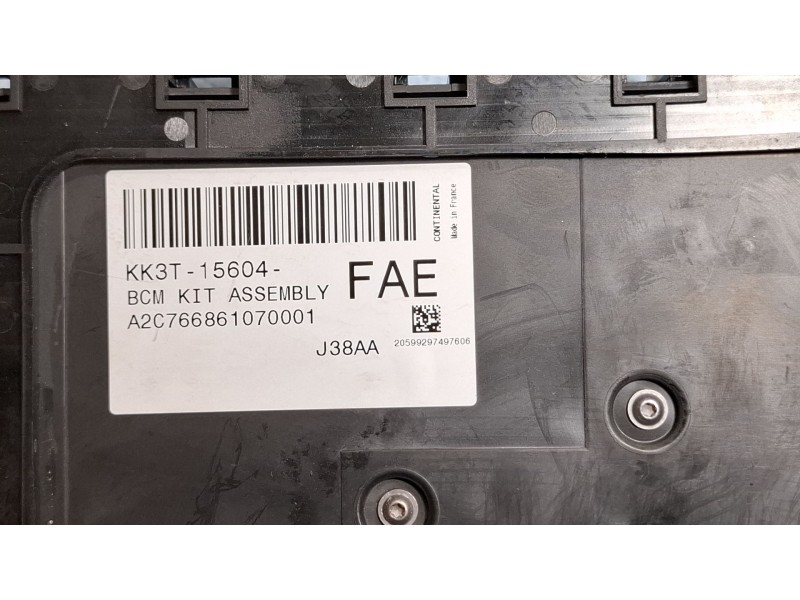 KK3T-15604-
FAE
BCM KIT ASSEMBLY
A2C766861070001
J38AA
20599297497606
CONTINENTAL
Made in France